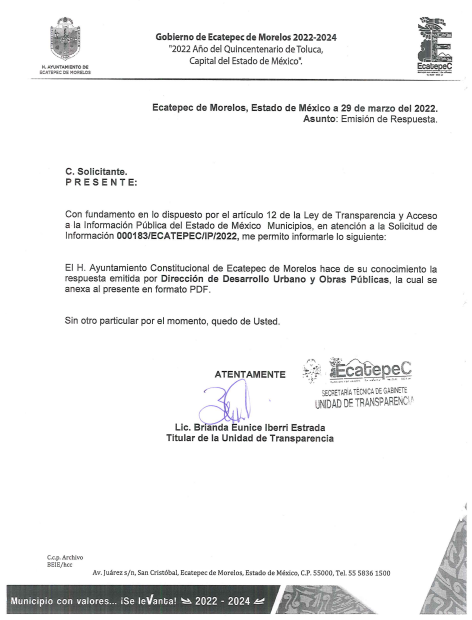 Gobierno de Ecatepec de Morelos 2022-2024
"2022 Año del Quincentenario de Toluca,
Capital del Estado de México".
H. AYUNTAMIENTO DE
ECATEPEC DE MORELOS
EcatepeC
Ecatepec de Morelos, Estado de México a 29 de marzo del 2022.
Asunto: Emisión de Respuesta.
C. Solicitante.
P R E S E N T E:
Con fundamento en lo dispuesto por el artículo 12 de la Ley de Transparencia y Acceso
a la Información Pública del Estado de México Municipios, en atención a la Solicitud de
Información 000183/ECATEPEC/IP/2022, me permito informarle lo siguiente:
El H. Ayuntamiento Constitucional de Ecatepec de Morelos hace de su conocimiento la
respuesta emitida por Dirección de Desarrollo Urbano y Obras Públicas, la cual se
anexa al presente en formato PDF.
Sin otro particular por el momento, quedo de Usted.
ATENTAMENTE
EcatepeC
SECRETARÍA TÉCNICA DE GABINETE
UNIDAD DE TRANSPARENCIA
Lic. Brianda Eunice Iberri Estrada
Titular de la Unidad de Transparencia
C.c.p. Archivo
BEIE/hcc
Av. Juárez s/n, San Cristóbal, Ecatepec de Morelos, Estado de México, C.P. 55000, Tel. 55 5836 1500
Municipio con valores... ¡Se leVanta! 2022 - 2024